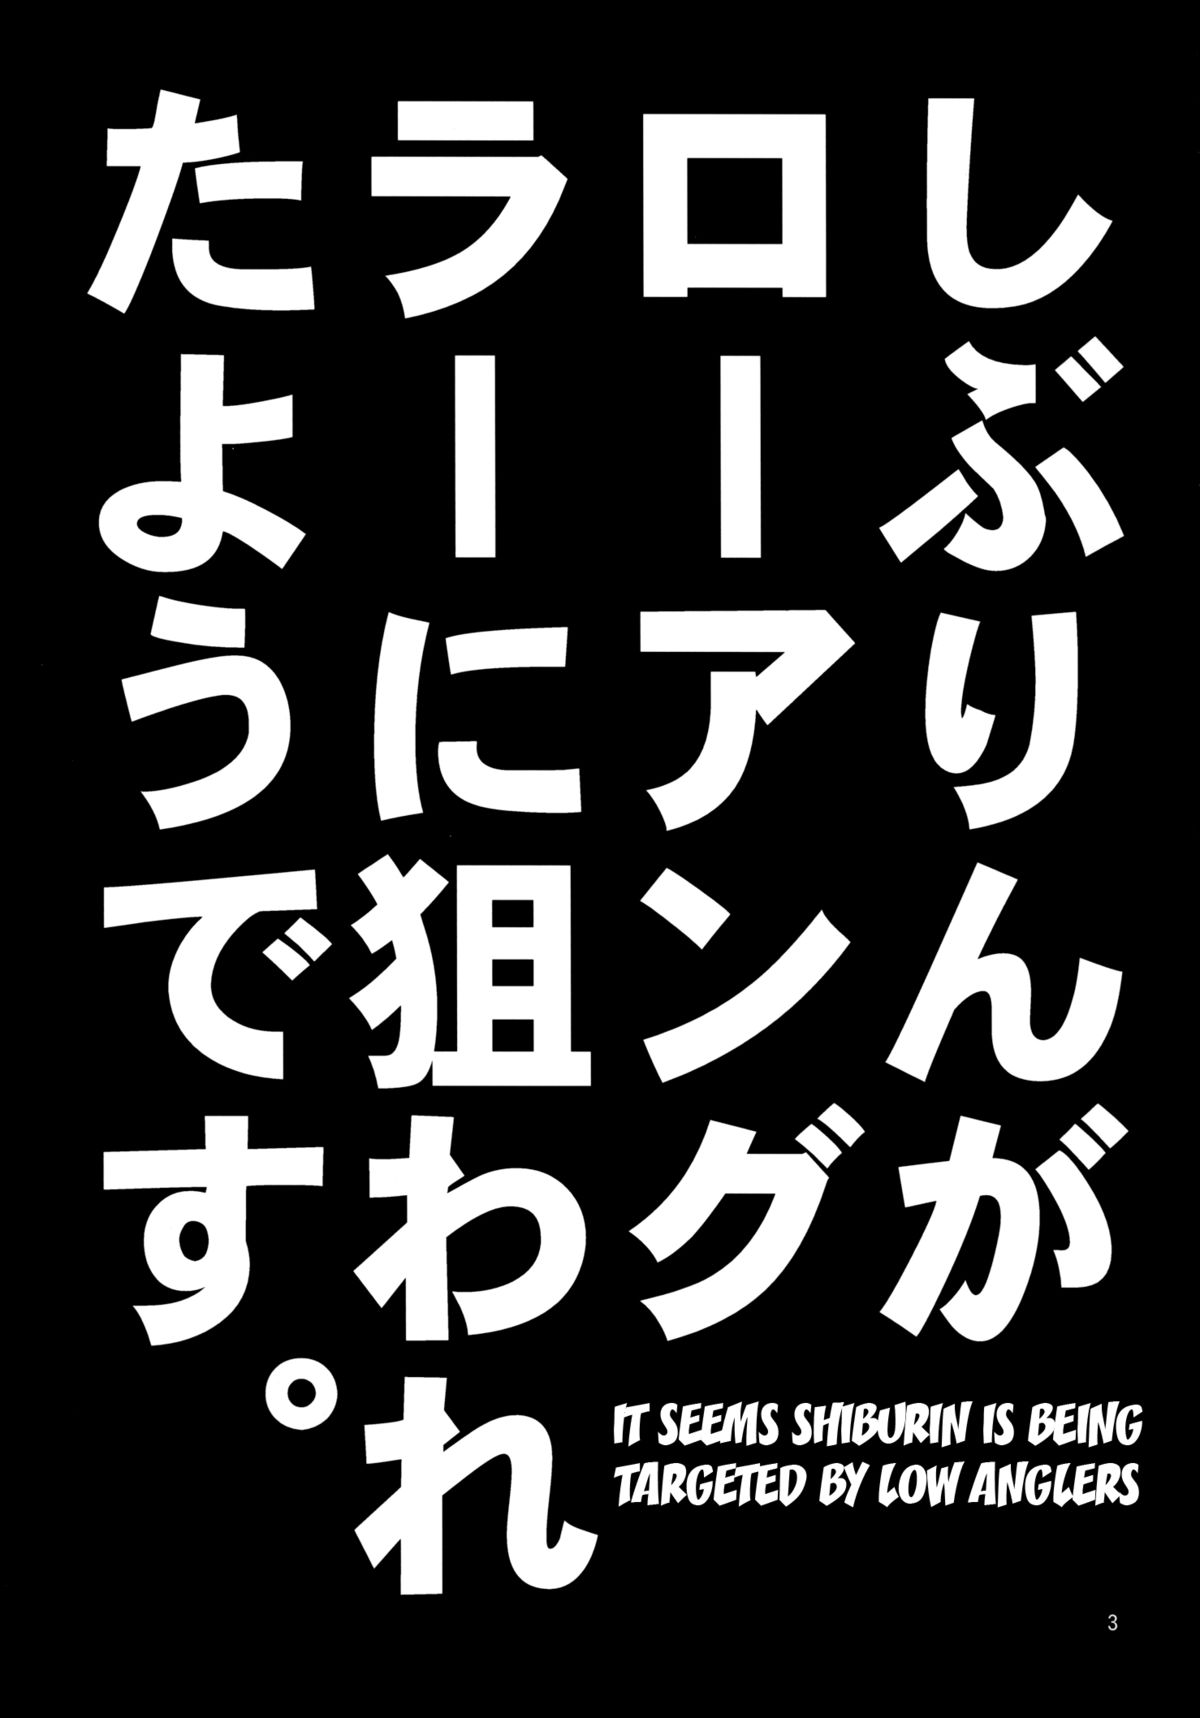 しぶりんが
ローアング
ラーに狙われ
たようです。
IT SEEMS SHIBURIN IS BEING
TARGETED BY LOW ANGLERS
3